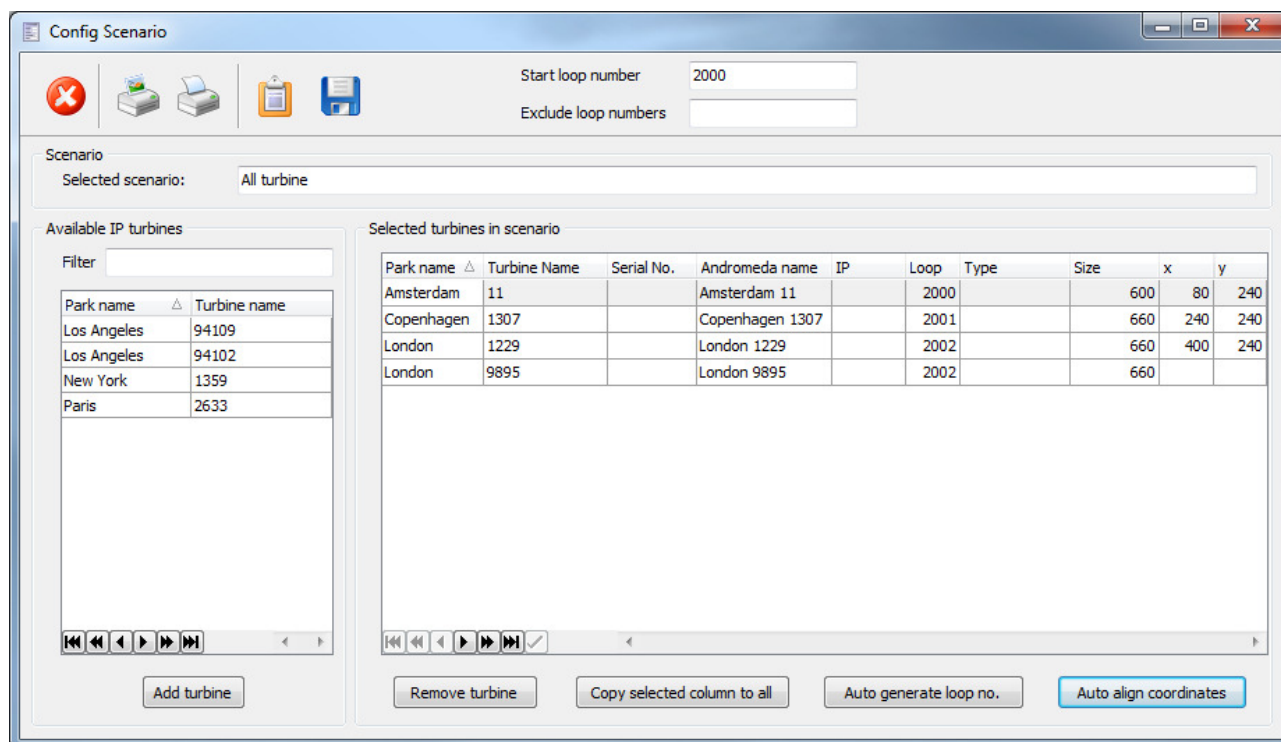 Config Scenario
Start loop number 2000
Exclude loop numbers
Scenario
Selected scenario: All turbine
Available IP turbines
Filter
Park name Turbine name
Los Angeles 94109
Los Angeles 94102
New York 1359
Paris 2633
Add turbine
Selected turbines in scenario
Park name Turbine Name Serial No. Andromeda name IP Loop Type Size x y
Amsterdam 11 Amsterdam 11 2000 600 80 240
Copenhagen 1307 Copenhagen 1307 2001 660 240 240
London 1229 London 1229 2002 660 400 240
London 9895 London 9895 2002 660
Remove turbine Copy selected column to all Auto generate loop no. Auto align coordinates